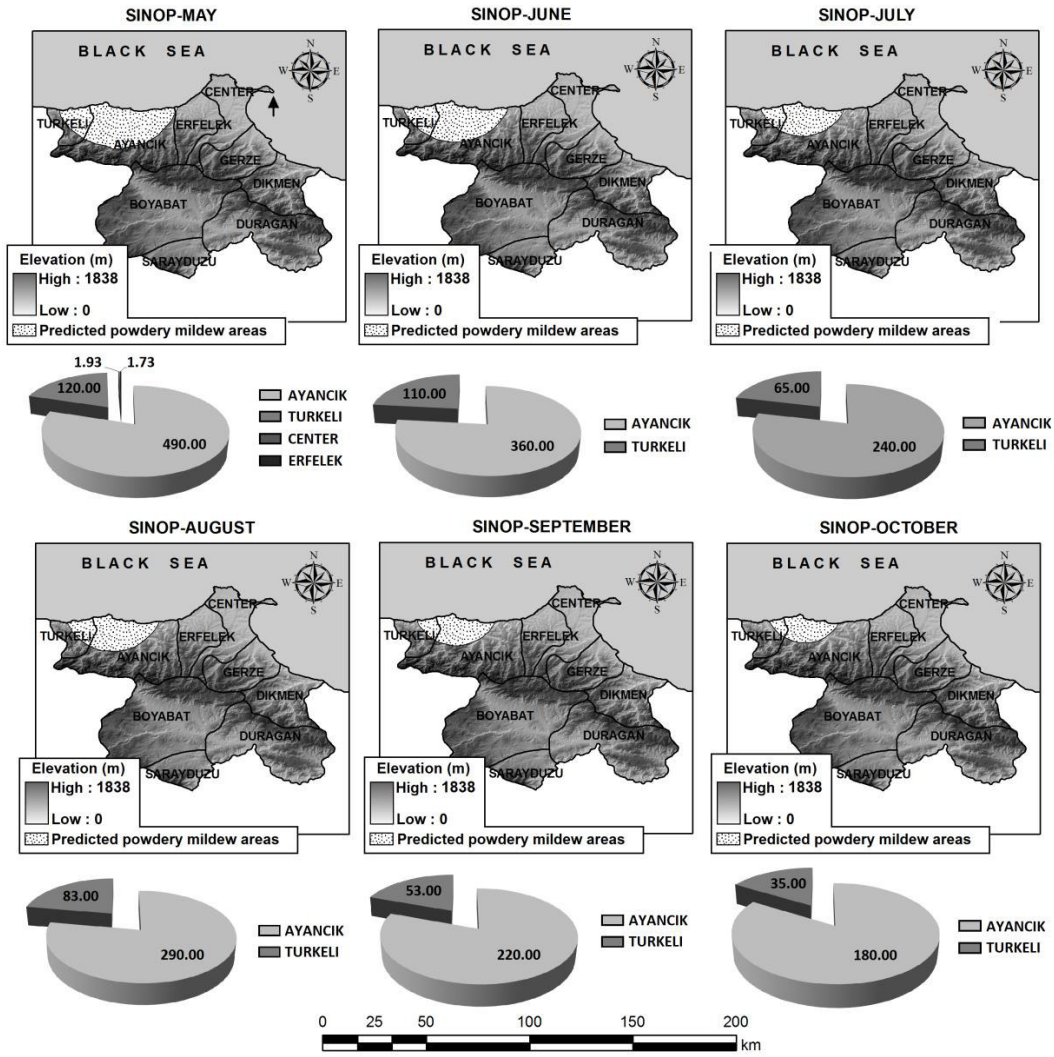 SINOP-MAY
BLACK SEA
N
W E
S
CENTER
TURKELI
ERFELEK
AYANCIK
GERZE
DIKMEN
BOYABAT
DURAGAN
SARAYDUZU
Elevation (m)
High : 1838
Low : 0
Predicted powdery mildew areas
1.93 1.73
120.00
490.00
AYANCIK
TURKELI
CENTER
ERFELEK
SINOP-JUNE
BLACK SEA
N
W E
S
CENTER
TURKELI
ERFELEK
AYANCIK
GERZE
DIKMEN
BOYABAT
DURAGAN
SARAYDUZU
Elevation (m)
High : 1838
Low : 0
Predicted powdery mildew areas
110.00
360.00
AYANCIK
TURKELI
SINOP-JULY
BLACK SEA
N
W E
S
CENTER
TURKELI
ERFELEK
AYANCIK
GERZE
DIKMEN
BOYABAT
DURAGAN
SARAYDUZU
Elevation (m)
High : 1838
Low : 0
Predicted powdery mildew areas
65.00
240.00
AYANCIK
TURKELI
SINOP-AUGUST
BLACK SEA
N
W E
S
CENTER
TURKELI
ERFELEK
AYANCIK
GERZE
DIKMEN
BOYABAT
DURAGAN
SARAYDUZU
Elevation (m)
High : 1838
Low : 0
Predicted powdery mildew areas
83.00
290.00
AYANCIK
TURKELI
SINOP-SEPTEMBER
BLACK SEA
N
W E
S
CENTER
TURKELI
ERFELEK
AYANCIK
GERZE
DIKMEN
BOYABAT
DURAGAN
SARAYDUZU
Elevation (m)
High : 1838
Low : 0
Predicted powdery mildew areas
53.00
220.00
AYANCIK
TURKELI
SINOP-OCTOBER
BLACK SEA
N
W E
S
CENTER
TURKELI
ERFELEK
AYANCIK
GERZE
DIKMEN
BOYABAT
DURAGAN
SARAYDUZU
Elevation (m)
High : 1838
Low : 0
Predicted powdery mildew areas
35.00
180.00
AYANCIK
TURKELI
0 25 50 100 150 200
km